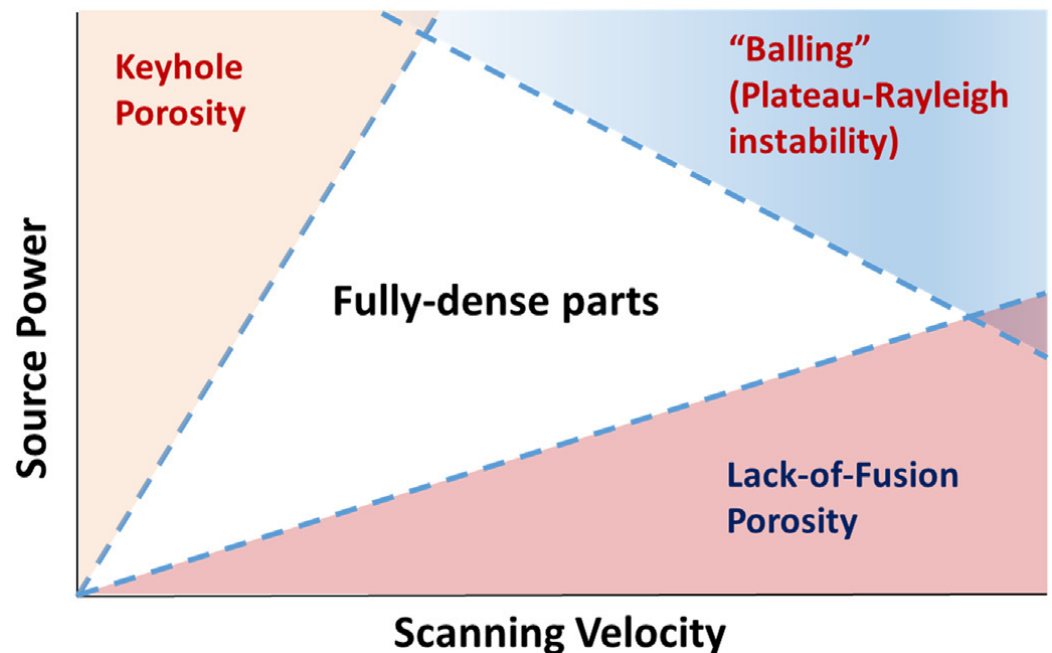 Keyhole
Porosity
“Balling”
(Plateau-Rayleigh
instability)
Fully-dense parts
Source Power
Lack-of-Fusion
Porosity
Scanning Velocity